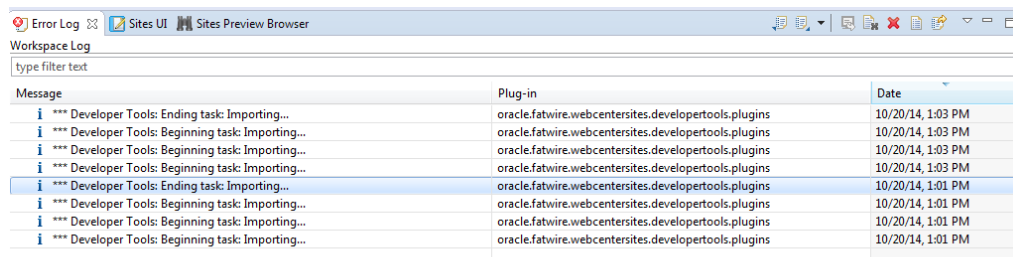 Error Log Sites UI Sites Preview Browser
Workspace Log
type filter text
Message Plug-in Date
i *** Developer Tools: Ending task: Importing... oracle.fatwire.webcentersites.developertools.plugins 10/20/14, 1:03 PM
i *** Developer Tools: Beginning task: Importing... oracle.fatwire.webcentersites.developertools.plugins 10/20/14, 1:03 PM
i *** Developer Tools: Beginning task: Importing... oracle.fatwire.webcentersites.developertools.plugins 10/20/14, 1:03 PM
i *** Developer Tools: Beginning task: Importing... oracle.fatwire.webcentersites.developertools.plugins 10/20/14, 1:03 PM
i *** Developer Tools: Ending task: Importing... oracle.fatwire.webcentersites.developertools.plugins 10/20/14, 1:01 PM
i *** Developer Tools: Beginning task: Importing... oracle.fatwire.webcentersites.developertools.plugins 10/20/14, 1:01 PM
i *** Developer Tools: Beginning task: Importing... oracle.fatwire.webcentersites.developertools.plugins 10/20/14, 1:01 PM
i *** Developer Tools: Beginning task: Importing... oracle.fatwire.webcentersites.developertools.plugins 10/20/14, 1:01 PM